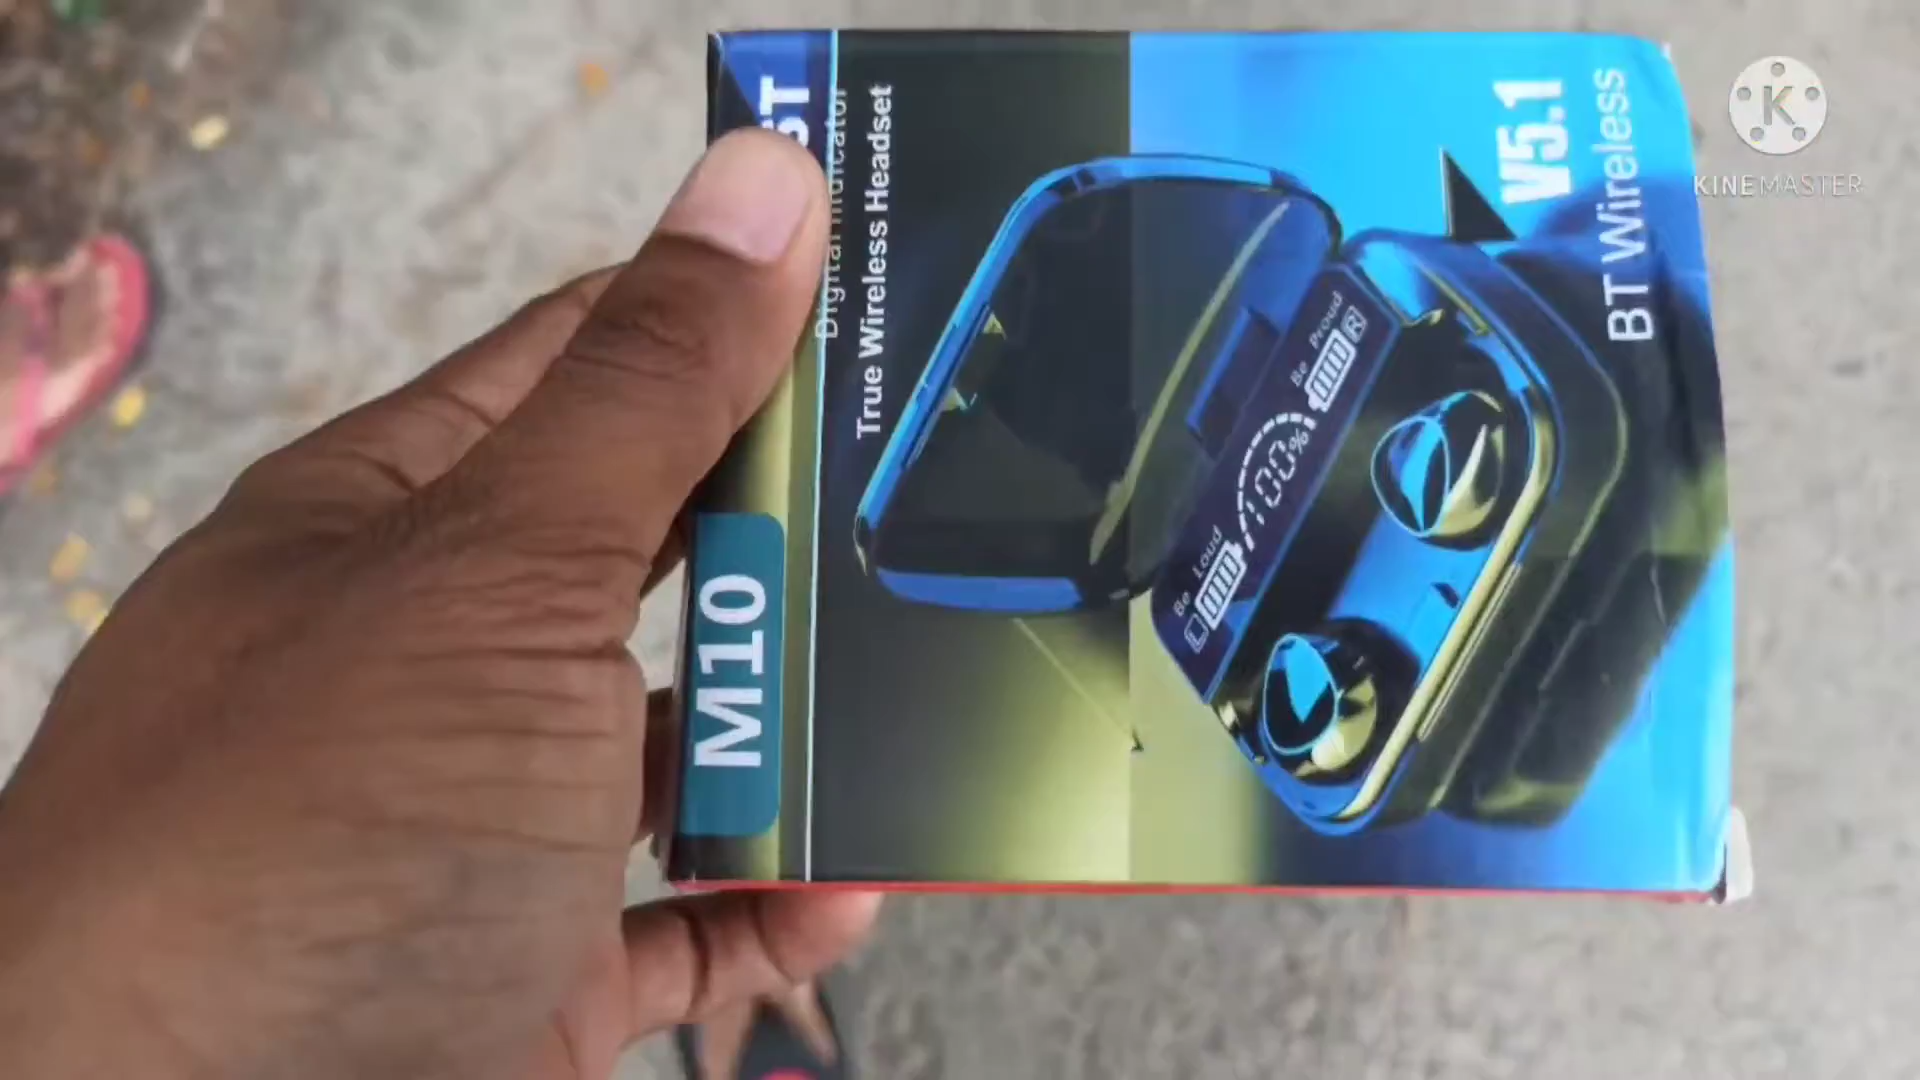 M10
Digital indicator
True Wireless Headset
Be Loud Be Proud
L 100% R
V5.1
BT Wireless
KINEMASTER